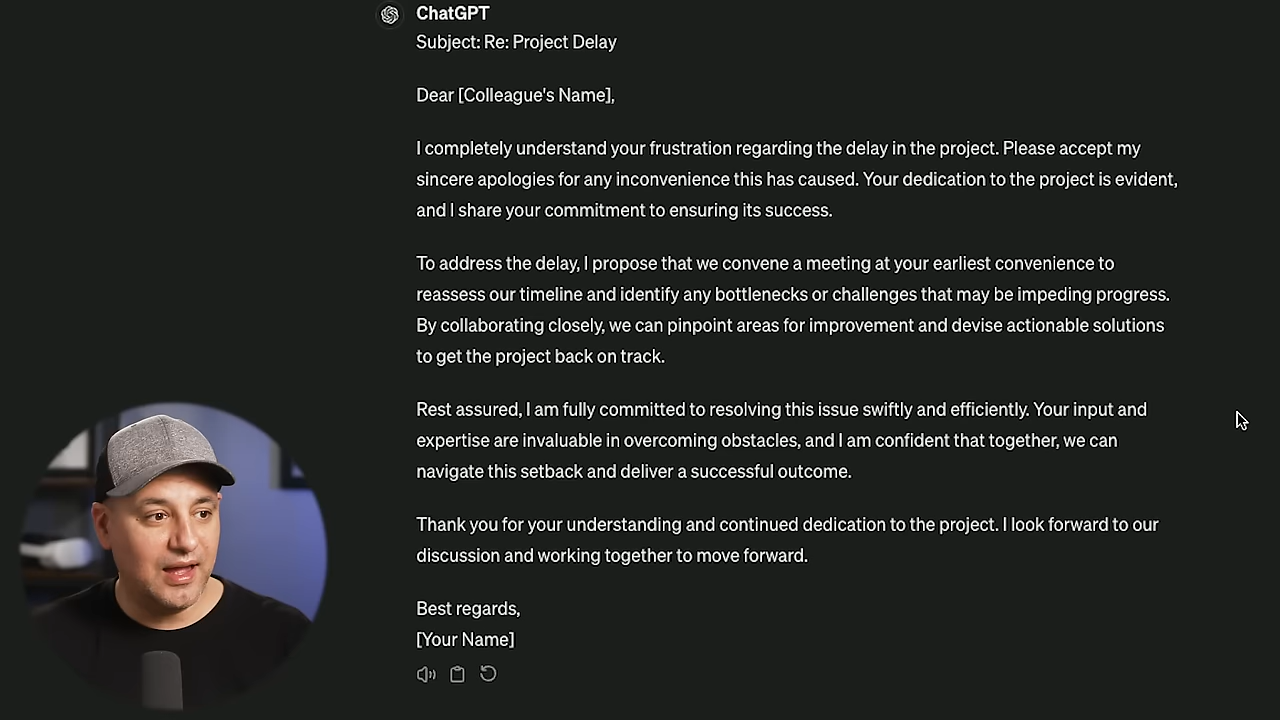 ChatGPT
Subject: Re: Project Delay
Dear [Colleague's Name],
I completely understand your frustration regarding the delay in the project. Please accept my
sincere apologies for any inconvenience this has caused. Your dedication to the project is evident,
and I share your commitment to ensuring its success.
To address the delay, I propose that we convene a meeting at your earliest convenience to
reassess our timeline and identify any bottlenecks or challenges that may be impeding progress.
By collaborating closely, we can pinpoint areas for improvement and devise actionable solutions
to get the project back on track.
Rest assured, I am fully committed to resolving this issue swiftly and efficiently. Your input and
expertise are invaluable in overcoming obstacles, and I am confident that together, we can
navigate this setback and deliver a successful outcome.
Thank you for your understanding and continued dedication to the project. I look forward to our
discussion and working together to move forward.
Best regards,
[Your Name]